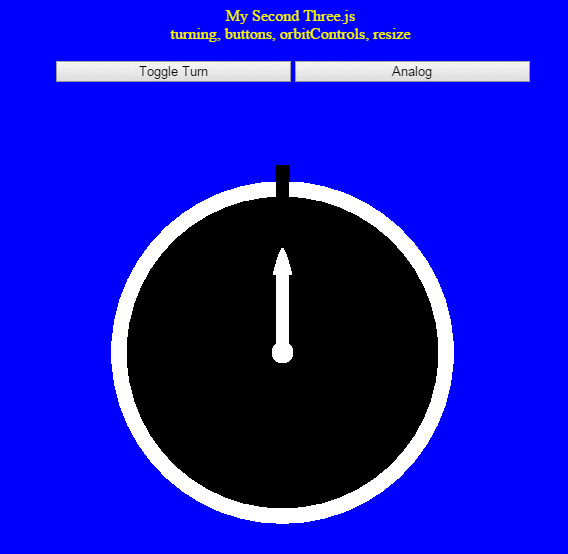 My Second Three.js
turning, buttons, orbitControls, resize
Toggle Turn
Analog